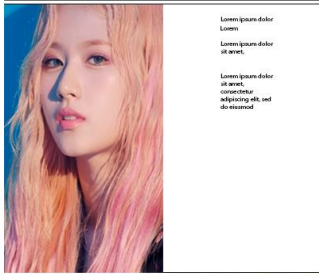 Lorem ipsum dolor
Lorem
Lorem ipsum dolor
sit amet,
Lorem ipsum dolor
sit amet,
consectetur
adipiscing elit, sed
do eiusmod